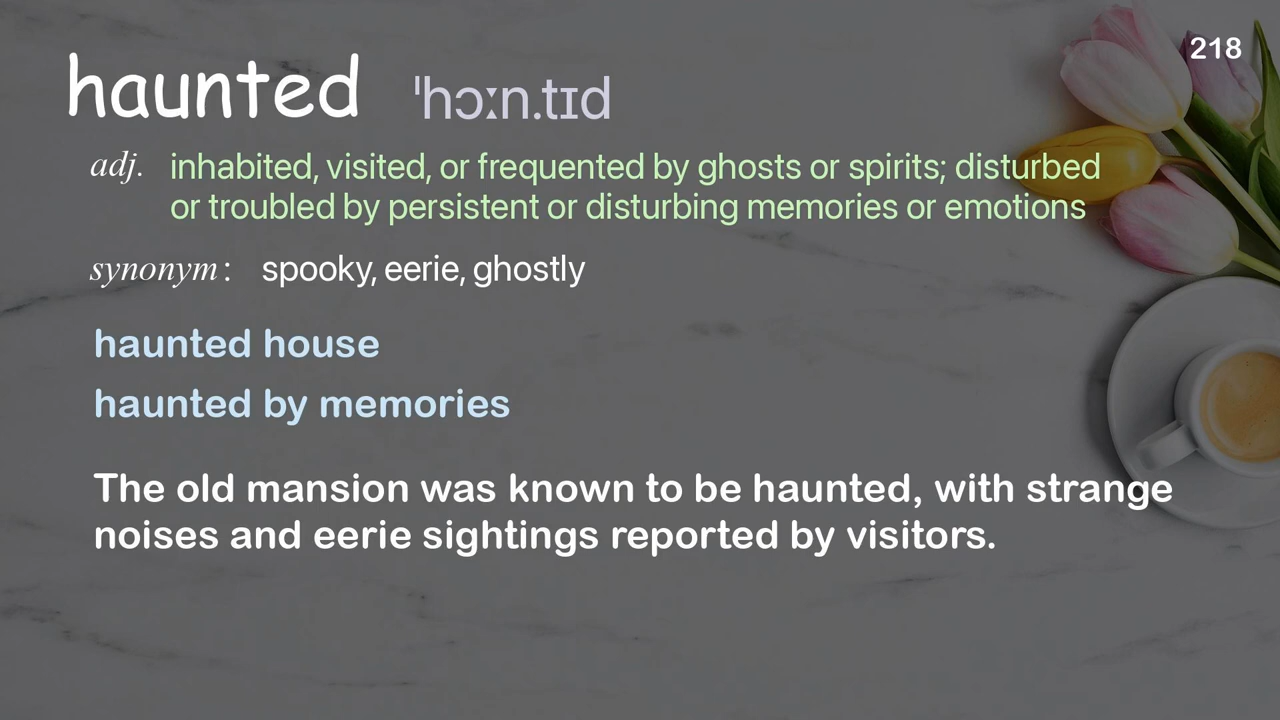 218
haunted ˈhɔːn.tɪd
adj. inhabited, visited, or frequented by ghosts or spirits; disturbed
or troubled by persistent or disturbing memories or emotions
synonym: spooky, eerie, ghostly
haunted house
haunted by memories
The old mansion was known to be haunted, with strange
noises and eerie sightings reported by visitors.